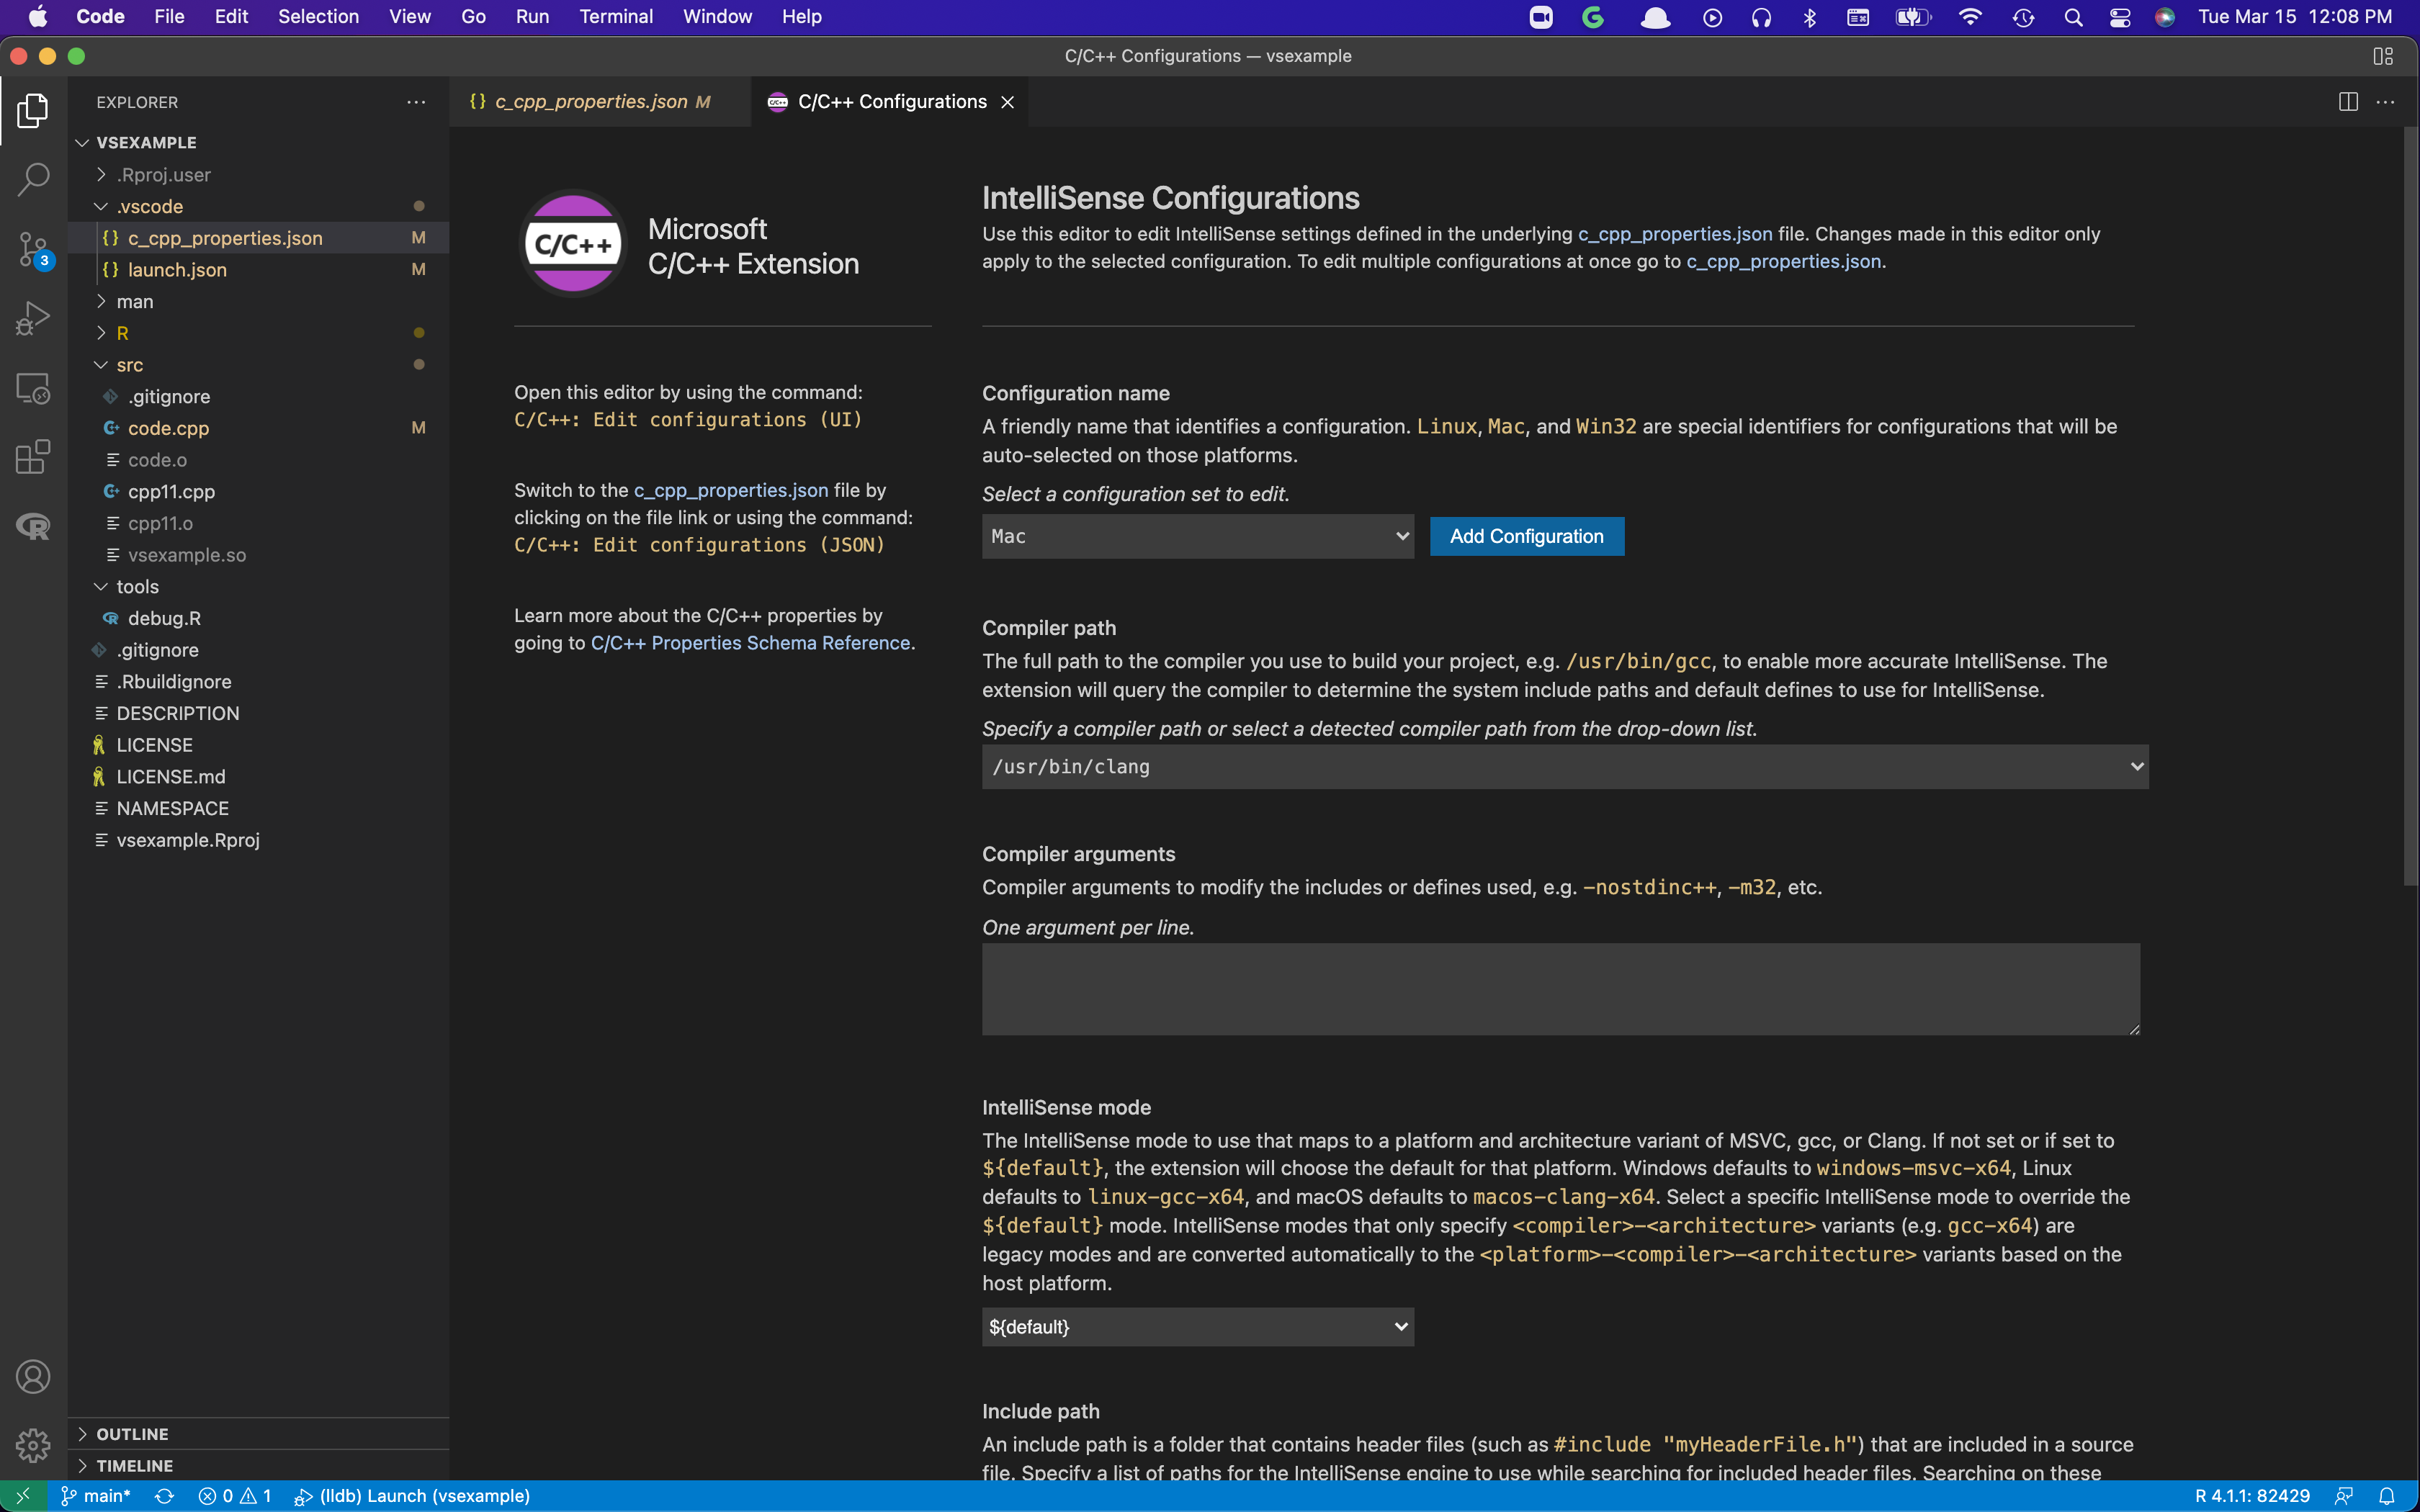 Code File Edit Selection View Go Run Terminal Window Help Tue Mar 15 12:08 PM
C/C++ Configurations — vsexample
EXPLORER
{} c_cpp_properties.json M
C/C++ C/C++ Configurations
VSEXAMPLE
.Rproj.user
.vscode
{} c_cpp_properties.json M
{} launch.json M
man
R
src
.gitignore
code.cpp M
code.o
cpp11.cpp
cpp11.o
vsexample.so
tools
debug.R
.gitignore
.Rbuildignore
DESCRIPTION
LICENSE
LICENSE.md
NAMESPACE
vsexample.Rproj
3
OUTLINE
TIMELINE
C/C++
Microsoft
C/C++ Extension
Open this editor by using the command:
C/C++: Edit configurations (UI)
Switch to the c_cpp_properties.json file by
clicking on the file link or using the command:
C/C++: Edit configurations (JSON)
Learn more about the C/C++ properties by
going to C/C++ Properties Schema Reference.
IntelliSense Configurations
Use this editor to edit IntelliSense settings defined in the underlying c_cpp_properties.json file. Changes made in this editor only
apply to the selected configuration. To edit multiple configurations at once go to c_cpp_properties.json.
Configuration name
A friendly name that identifies a configuration. Linux, Mac, and Win32 are special identifiers for configurations that will be
auto-selected on those platforms.
Select a configuration set to edit.
Mac
Add Configuration
Compiler path
The full path to the compiler you use to build your project, e.g. /usr/bin/gcc, to enable more accurate IntelliSense. The
extension will query the compiler to determine the system include paths and default defines to use for IntelliSense.
Specify a compiler path or select a detected compiler path from the drop-down list.
/usr/bin/clang
Compiler arguments
Compiler arguments to modify the includes or defines used, e.g. -nostdinc++, -m32, etc.
One argument per line.
IntelliSense mode
The IntelliSense mode to use that maps to a platform and architecture variant of MSVC, gcc, or Clang. If not set or if set to
${default}, the extension will choose the default for that platform. Windows defaults to windows-msvc-x64, Linux
defaults to linux-gcc-x64, and macOS defaults to macos-clang-x64. Select a specific IntelliSense mode to override the
${default} mode. IntelliSense modes that only specify <compiler>-<architecture> variants (e.g. gcc-x64) are
legacy modes and are converted automatically to the <platform>-<compiler>-<architecture> variants based on the
host platform.
${default}
Include path
An include path is a folder that contains header files (such as #include "myHeaderFile.h") that are included in a source
file. Specify a list of paths for the IntelliSense engine to use while searching for included header files. Searching on these
main* 0 1 (lldb) Launch (vsexample) R 4.1.1: 82429